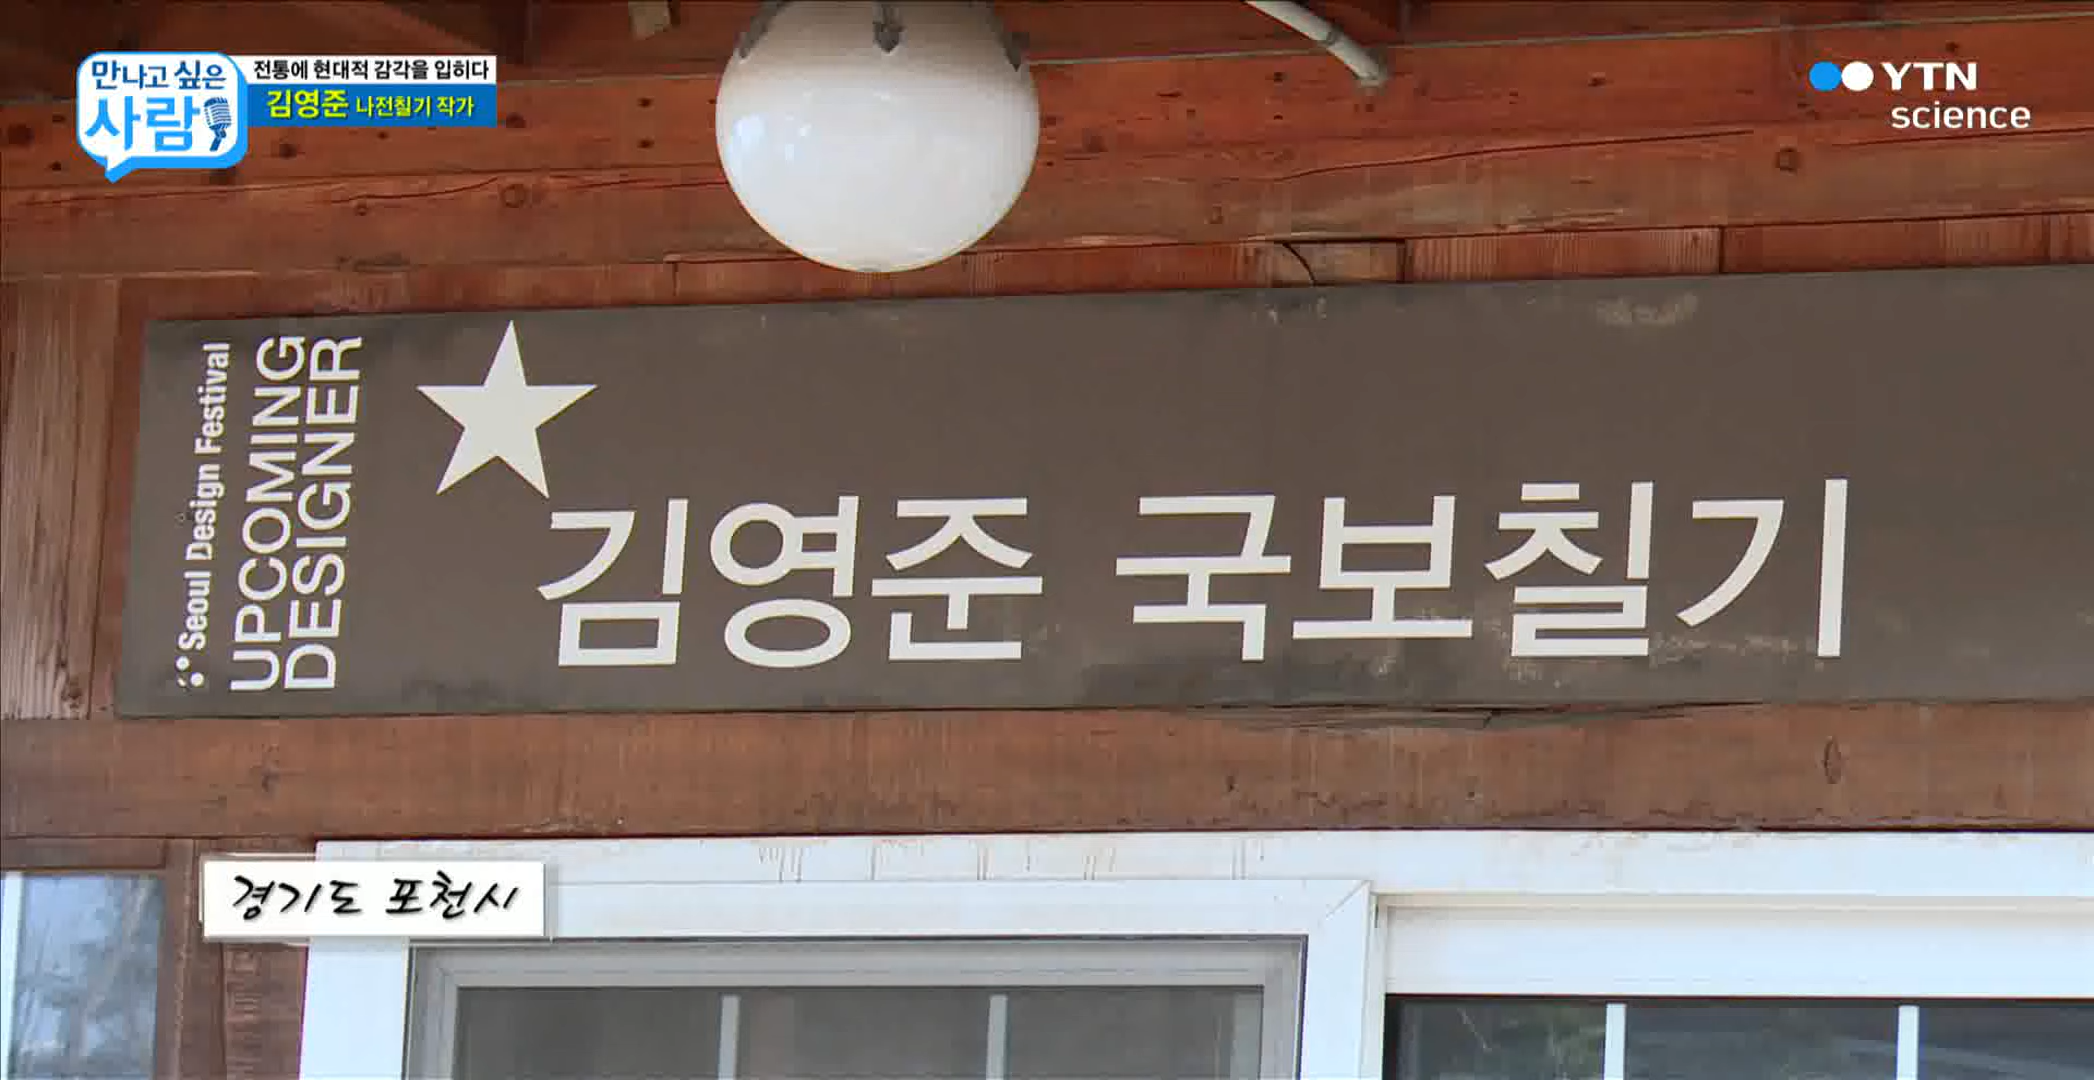 만나고 싶은
사람
전통에 현대적 감각을 입히다
김영준 나전칠기 작가
YTN
science
Seoul Design Festival
UPCOMING
DESIGNER
김영준 국보칠기
경기도 포천시